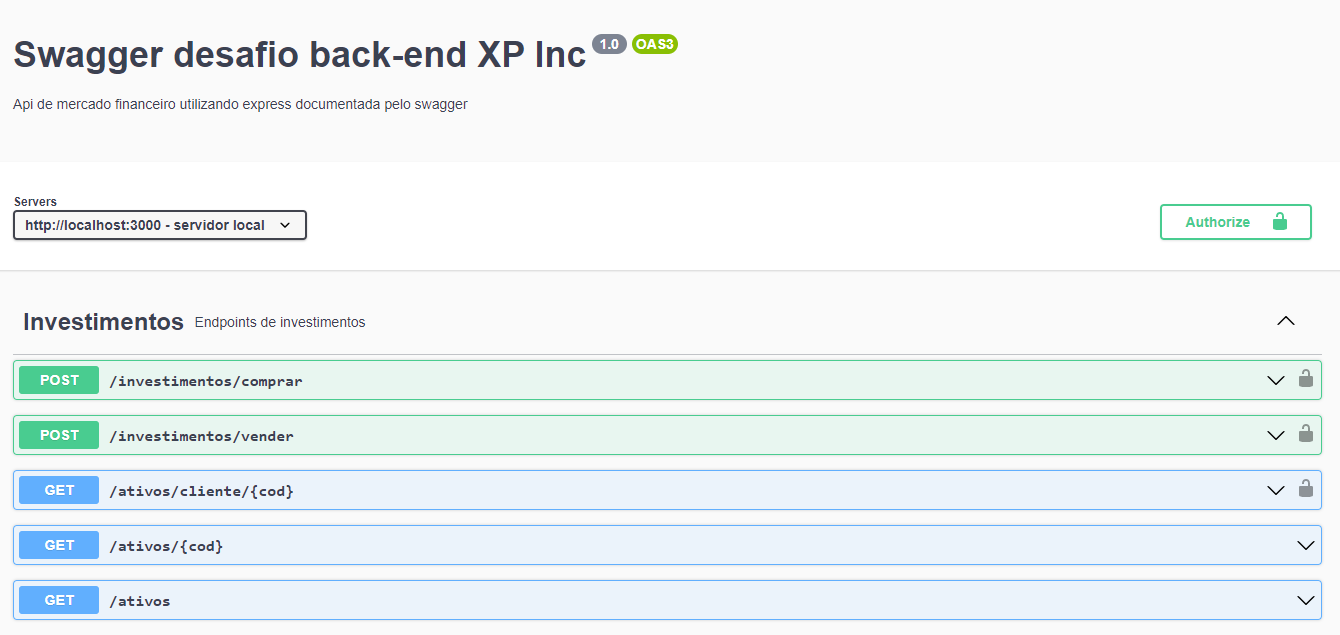 Swagger desafio back-end XP Inc 1.0 OAS3
Api de mercado financeiro utilizando express documentada pelo swagger
Servers
http://localhost:3000 - servidor local
Authorize
Investimentos Endpoints de investimentos
POST /investimentos/comprar
POST /investimentos/vender
GET /ativos/cliente/{cod}
GET /ativos/{cod}
GET /ativos